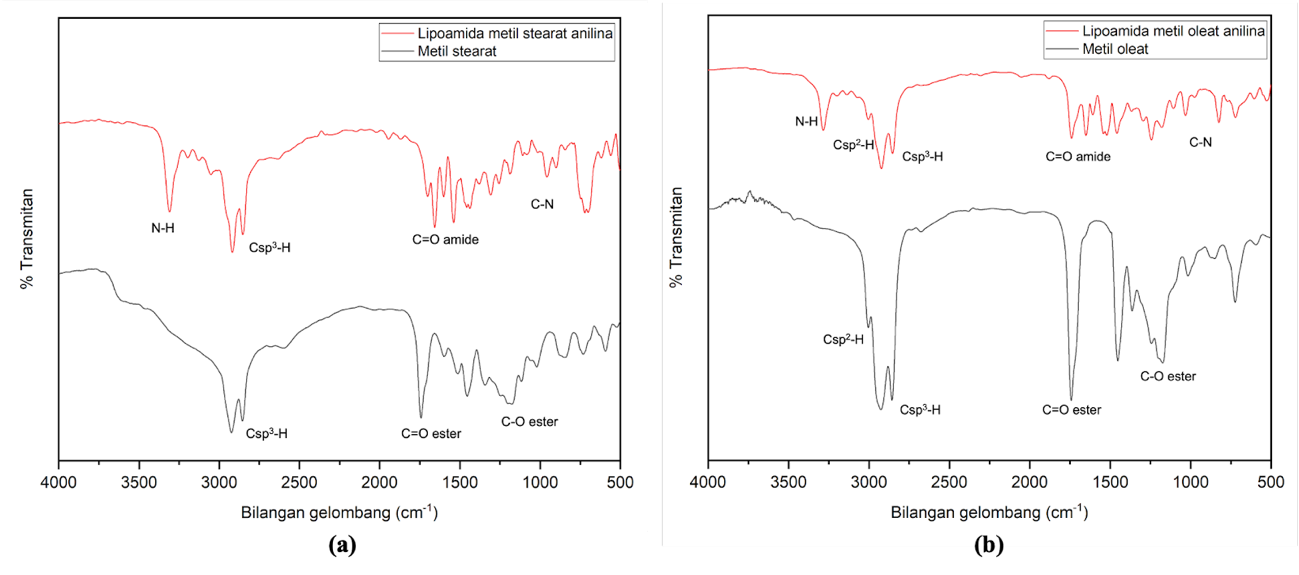 Lipoamida metil stearat anilina
Metil stearat
% Transmitan
N-H
Csp³-H
C=O amide
C-N
Csp³-H
C=O ester
C-O ester
4000 3500 3000 2500 2000 1500 1000 500
Bilangan gelombang (cm⁻¹)
(a)
Lipoamida metil oleat anilina
Metil oleat
% Transmitan
N-H
Csp²-H
Csp³-H
C=O amide
C-N
Csp²-H
Csp³-H
C=O ester
C-O ester
4000 3500 3000 2500 2000 1500 1000 500
Bilangan gelombang (cm⁻¹)
(b)